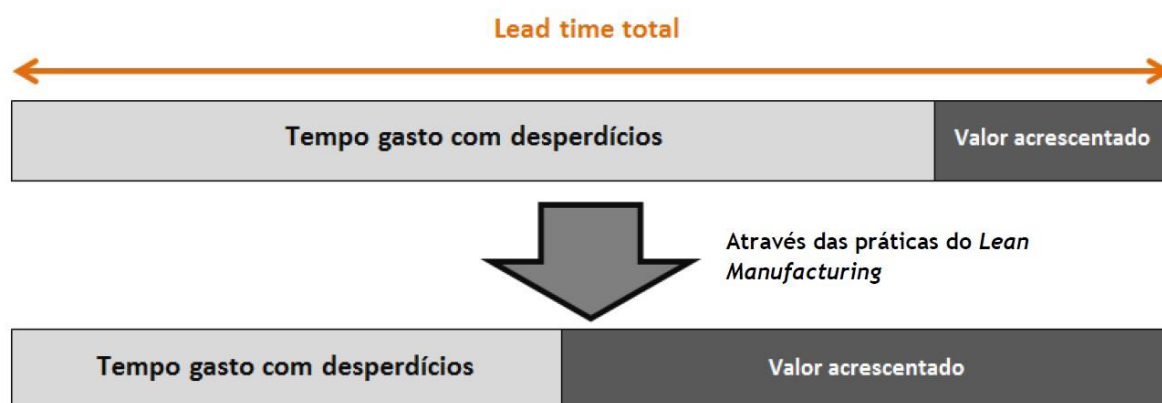 Lead time total
Tempo gasto com desperdícios
Valor acrescentado
Através das práticas do Lean
Manufacturing
Tempo gasto com desperdícios
Valor acrescentado